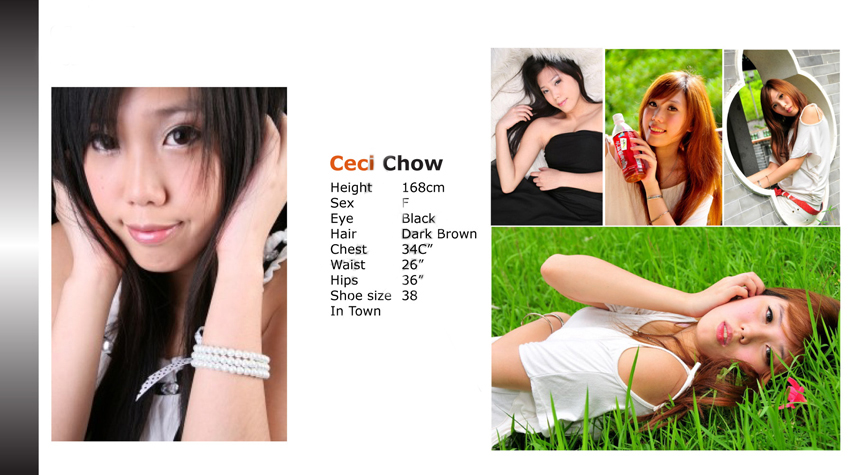 Ceci Chow
Height 168cm
Sex F
Eye Black
Hair Dark Brown
Chest 34C”
Waist 26”
Hips 36”
Shoe size 38
In Town